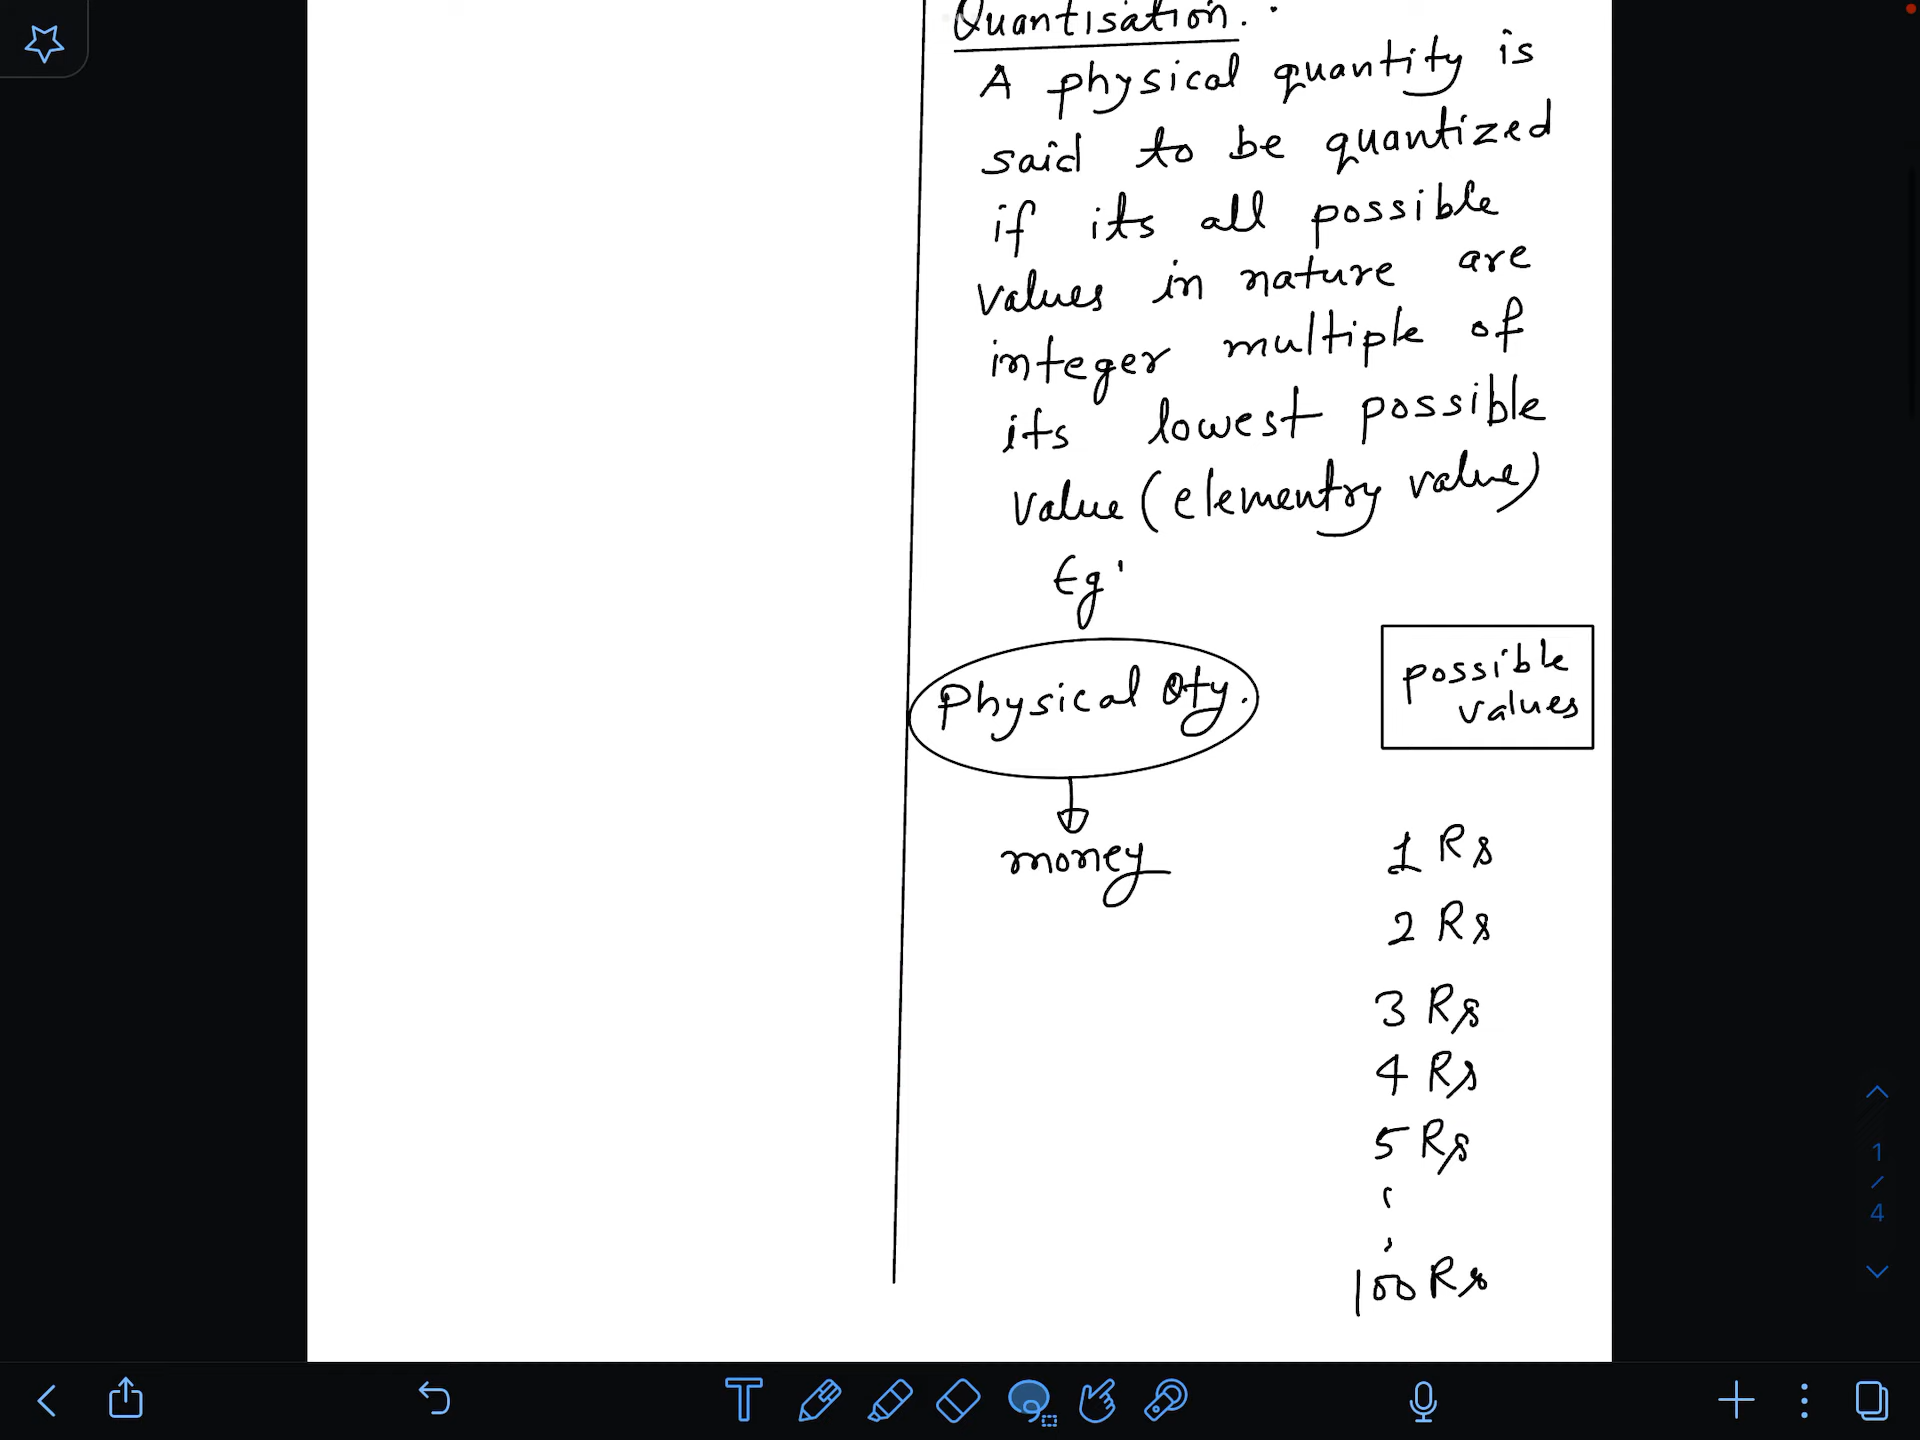 Quantisation.
A physical quantity is
said to be quantized
if its all possible
values in nature are
integer multiple of
its lowest possible
value (elementry value)
Eg'
Physical Qty.
possible
values
money
1 Rs
2 Rs
3 Rs
4 Rs
5 Rs
100 Rs
1
/
4
T